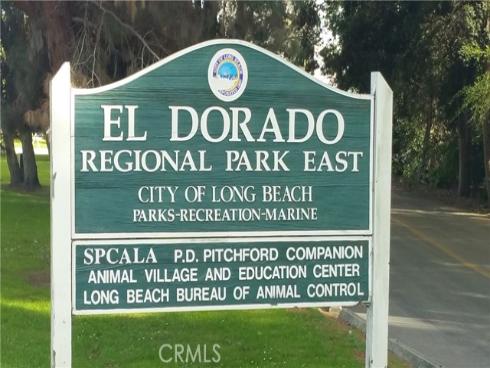 EL DORADO
REGIONAL PARK EAST
CITY OF LONG BEACH
PARKS-RECREATION-MARINE
SPCALA P.D. PITCHFORD COMPANION
ANIMAL VILLAGE AND EDUCATION CENTER
LONG BEACH BUREAU OF ANIMAL CONTROL
CRMLS